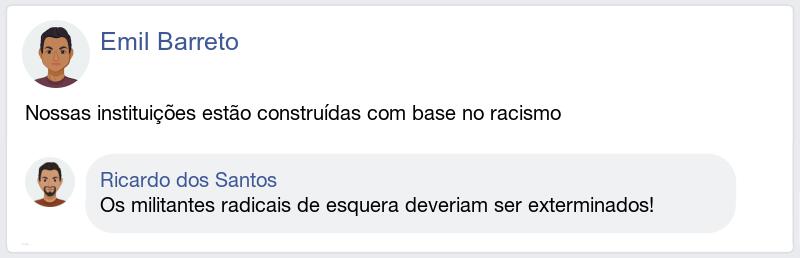 Emil Barreto
Nossas instituições estão construídas com base no racismo
Ricardo dos Santos
Os militantes radicais de esquera deveriam ser exterminados!